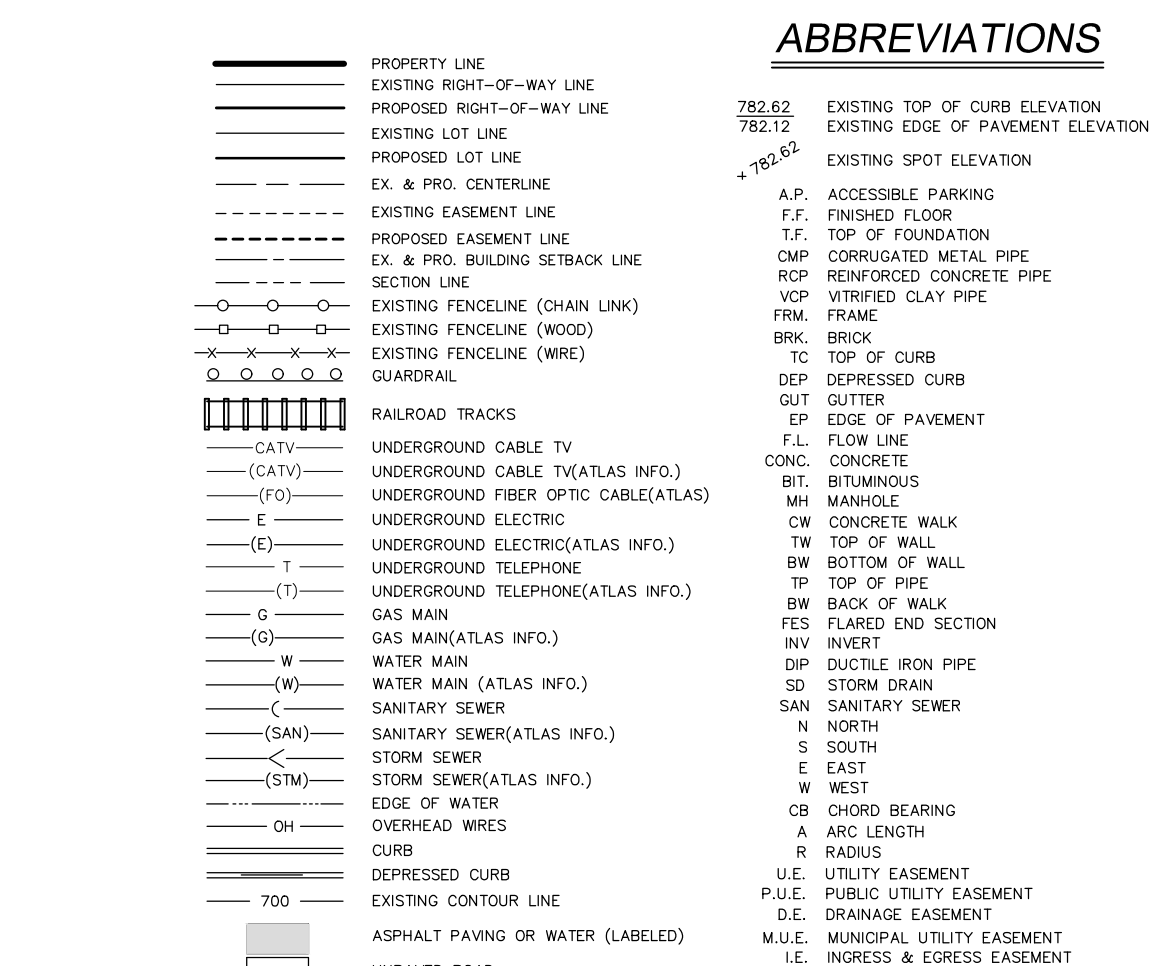 ABBREVIATIONS
PROPERTY LINE
EXISTING RIGHT-OF-WAY LINE
PROPOSED RIGHT-OF-WAY LINE
EXISTING LOT LINE
PROPOSED LOT LINE
EX. & PRO. CENTERLINE
EXISTING EASEMENT LINE
PROPOSED EASEMENT LINE
EX. & PRO. BUILDING SETBACK LINE
SECTION LINE
EXISTING FENCELINE (CHAIN LINK)
EXISTING FENCELINE (WOOD)
X X X X EXISTING FENCELINE (WIRE)
GUARDRAIL
RAILROAD TRACKS
CATV UNDERGROUND CABLE TV
(CATV) UNDERGROUND CABLE TV(ATLAS INFO.)
(FO) UNDERGROUND FIBER OPTIC CABLE(ATLAS)
E UNDERGROUND ELECTRIC
(E) UNDERGROUND ELECTRIC(ATLAS INFO.)
T UNDERGROUND TELEPHONE
(T) UNDERGROUND TELEPHONE(ATLAS INFO.)
G GAS MAIN
(G) GAS MAIN(ATLAS INFO.)
W WATER MAIN
(W) WATER MAIN (ATLAS INFO.)
SANITARY SEWER
(SAN) SANITARY SEWER(ATLAS INFO.)
STORM SEWER
(STM) STORM SEWER(ATLAS INFO.)
EDGE OF WATER
OH OVERHEAD WIRES
CURB
DEPRESSED CURB
700 EXISTING CONTOUR LINE
ASPHALT PAVING OR WATER (LABELED)
782.62 EXISTING TOP OF CURB ELEVATION
782.12 EXISTING EDGE OF PAVEMENT ELEVATION
+ 782.62 EXISTING SPOT ELEVATION
A.P. ACCESSIBLE PARKING
F.F. FINISHED FLOOR
T.F. TOP OF FOUNDATION
CMP CORRUGATED METAL PIPE
RCP REINFORCED CONCRETE PIPE
VCP VITRIFIED CLAY PIPE
FRM. FRAME
BRK. BRICK
TC TOP OF CURB
DEP DEPRESSED CURB
GUT GUTTER
EP EDGE OF PAVEMENT
F.L. FLOW LINE
CONC. CONCRETE
BIT. BITUMINOUS
MH MANHOLE
CW CONCRETE WALK
TW TOP OF WALL
BW BOTTOM OF WALL
TP TOP OF PIPE
BW BACK OF WALK
FES FLARED END SECTION
INV INVERT
DIP DUCTILE IRON PIPE
SD STORM DRAIN
SAN SANITARY SEWER
N NORTH
S SOUTH
E EAST
W WEST
CB CHORD BEARING
A ARC LENGTH
R RADIUS
U.E. UTILITY EASEMENT
P.U.E. PUBLIC UTILITY EASEMENT
D.E. DRAINAGE EASEMENT
M.U.E. MUNICIPAL UTILITY EASEMENT
I.E. INGRESS & EGRESS EASEMENT